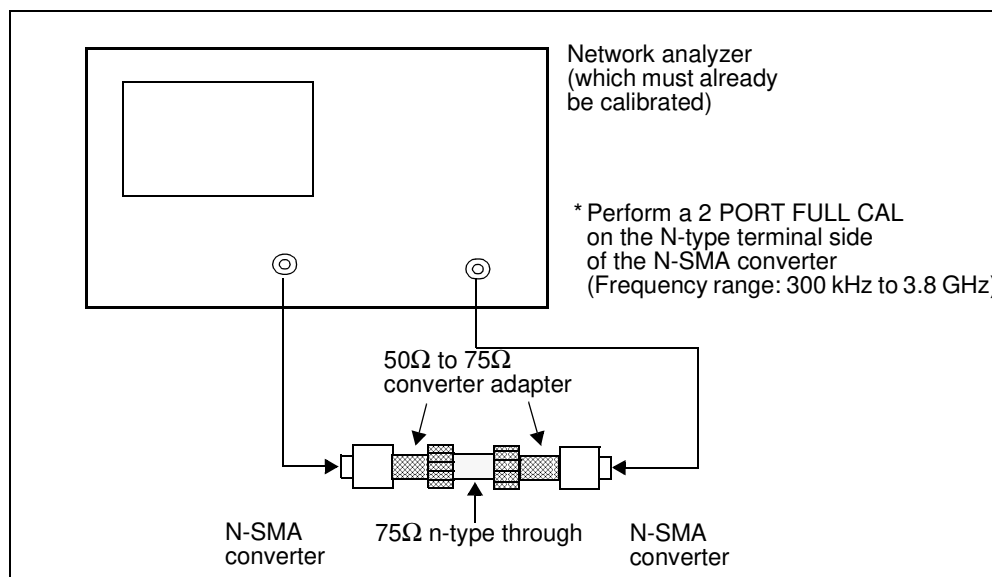 Network analyzer
(which must already
be calibrated)
* Perform a 2 PORT FULL CAL
on the N-type terminal side
of the N-SMA converter
(Frequency range: 300 kHz to 3.8 GHz)
50Ω to 75Ω
converter adapter
N-SMA
converter
75Ω n-type through
N-SMA
converter